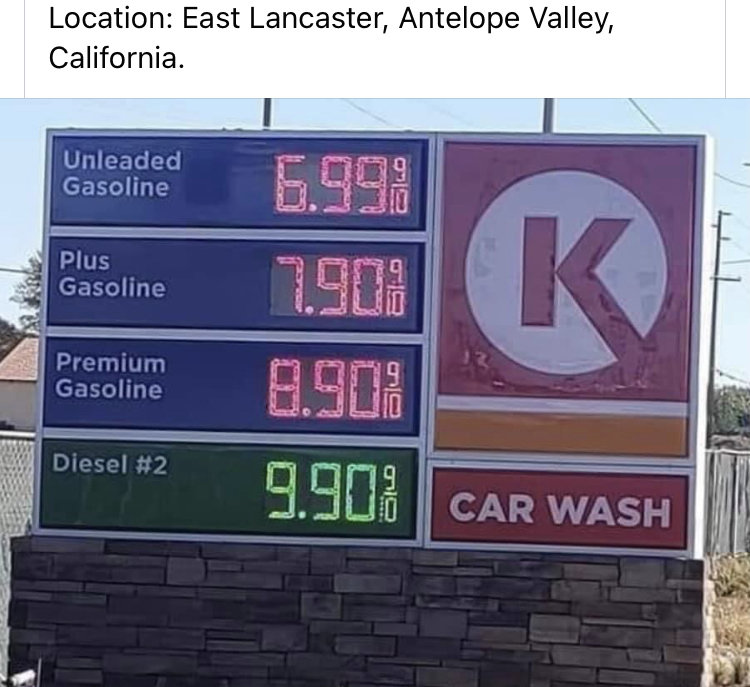 Location: East Lancaster, Antelope Valley,
California.
Unleaded
Gasoline
6.99 9/10
Plus
Gasoline
7.90 9/10
Premium
Gasoline
8.90 9/10
Diesel #2
9.90 9/10
K
CAR WASH